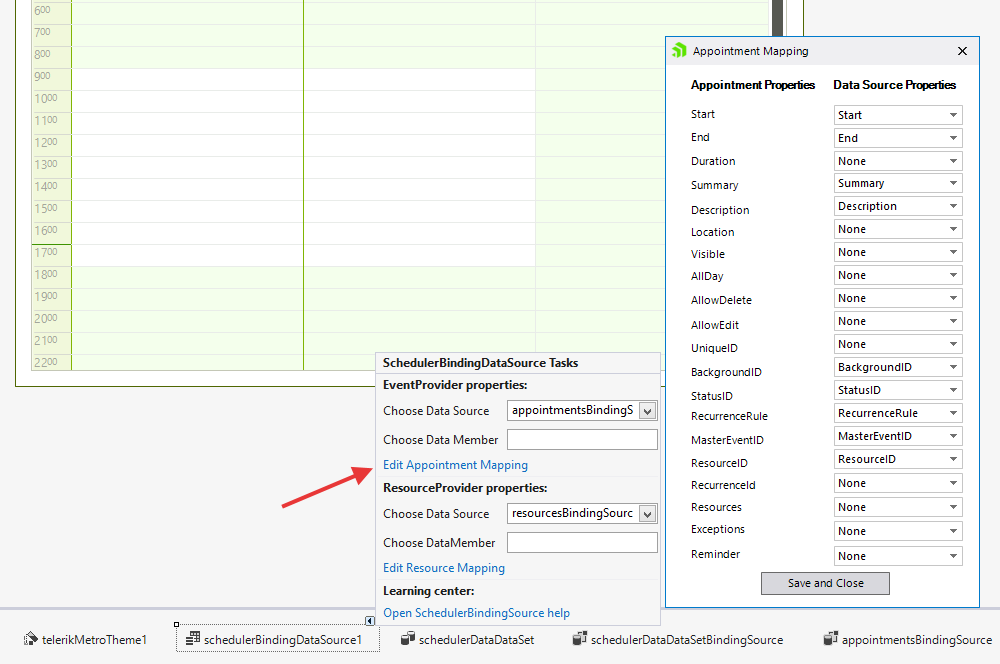 6 00
7 00
8 00
9 00
10 00
11 00
12 00
13 00
14 00
15 00
16 00
17 00
18 00
19 00
20 00
21 00
22 00
Appointment Mapping
Appointment Properties Data Source Properties
Start Start
End End
Duration None
Summary Summary
Description Description
Location None
Visible None
AllDay None
AllowDelete None
AllowEdit None
UniqueID None
BackgroundID BackgroundID
StatusID StatusID
RecurrenceRule RecurrenceRule
MasterEventID MasterEventID
ResourceID ResourceID
RecurrenceId None
Resources None
Exceptions None
Reminder None
Save and Close
SchedulerBindingDataSource Tasks
EventProvider properties:
Choose Data Source appointmentsBindingS
Choose Data Member
Edit Appointment Mapping
ResourceProvider properties:
Choose Data Source resourcesBindingSourc
Choose DataMember
Edit Resource Mapping
Learning center:
Open SchedulerBindingSource help
telerikMetroTheme1 schedulerBindingDataSource1 schedulerDataDataSet schedulerDataDataSetBindingSource appointmentsBindingSource